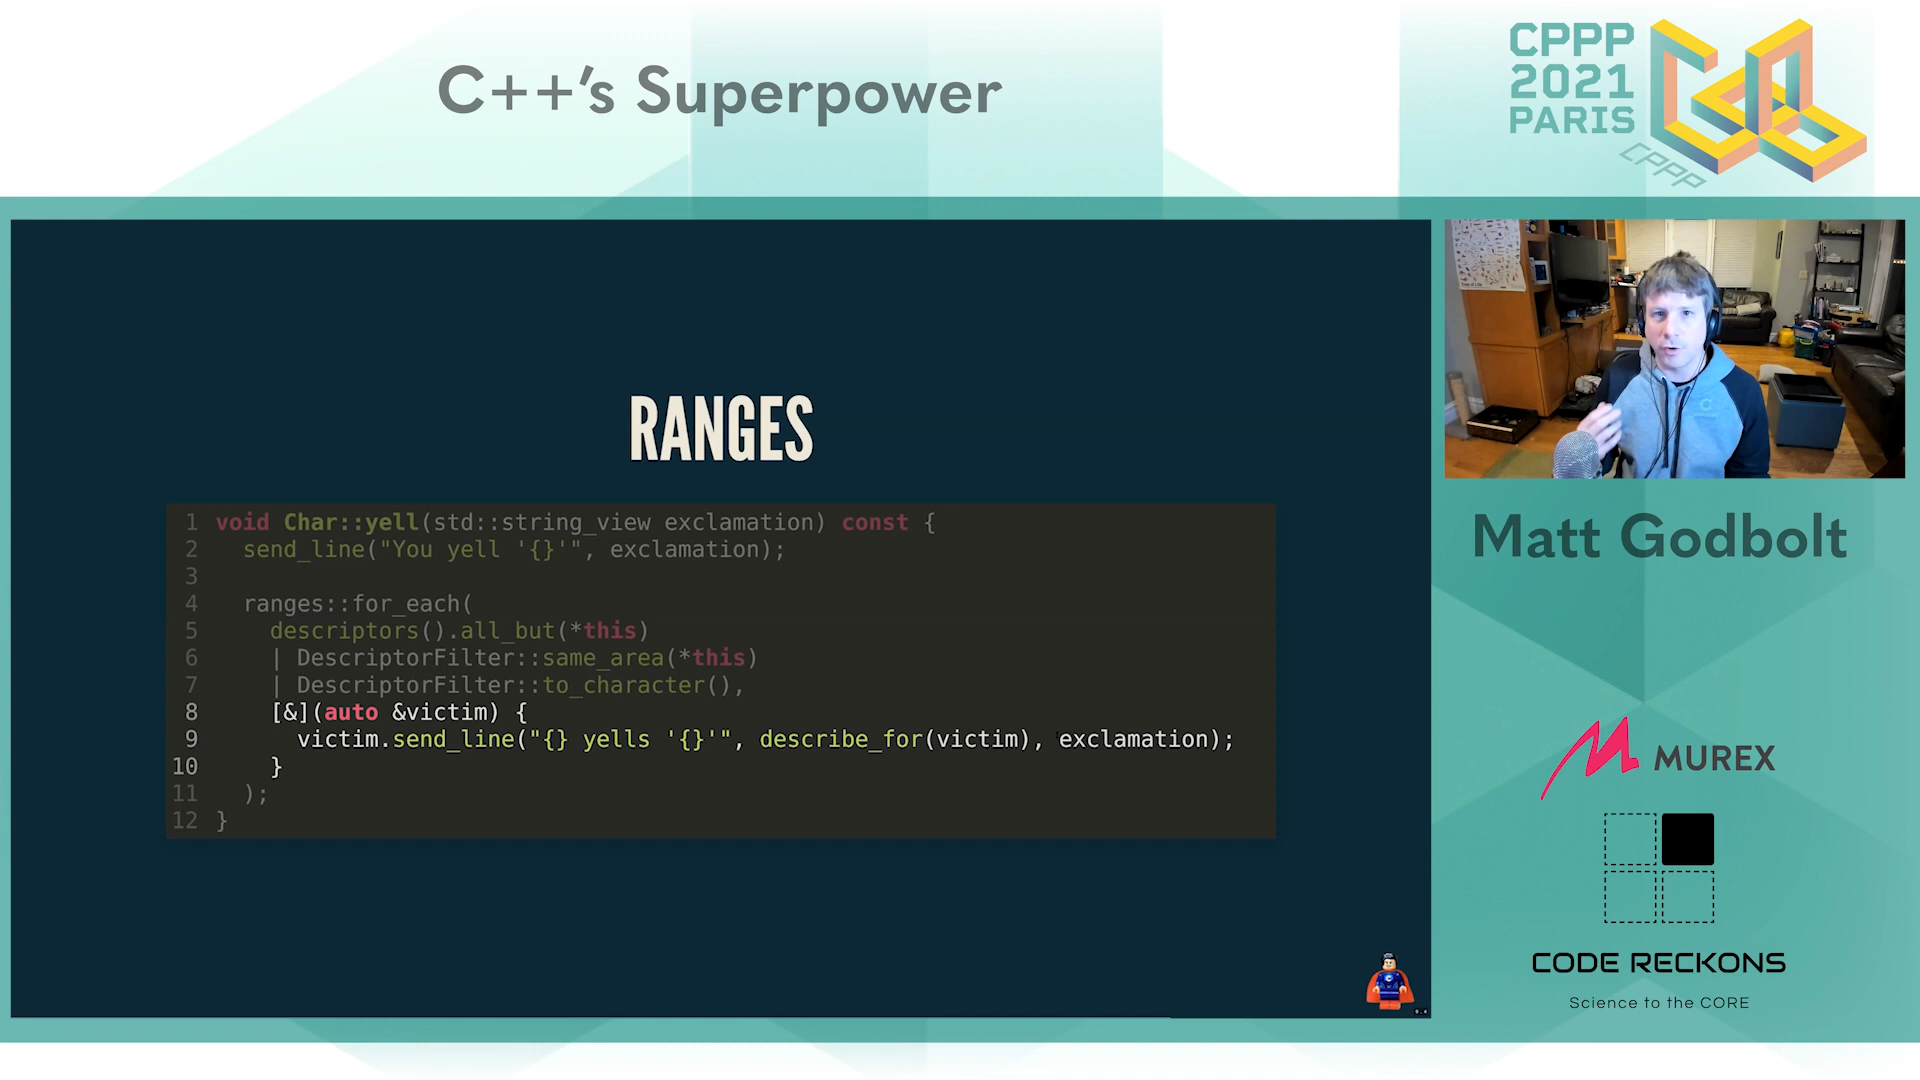 C++’s Superpower
CPPP
2021
PARIS
CPPP
RANGES
1 void Char::yell(std::string_view exclamation) const {
2   send_line("You yell '{}'", exclamation);
3
4   ranges::for_each(
5     descriptors().all_but(*this)
6     | DescriptorFilter::same_area(*this)
7     | DescriptorFilter::to_character(),
8     [&](auto &victim) {
9       victim.send_line("{} yells '{}'", describe_for(victim), exclamation);
10     }
11   );
12 }
Matt Godbolt
MUREX
CODE RECKONS
Science to the CORE